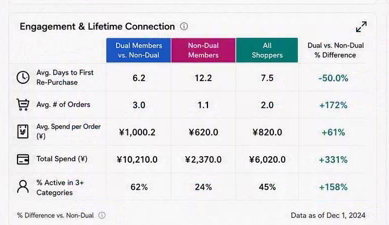 Engagement & Lifetime Connection
Dual Members
vs. Non-Dual
Non-Dual
Members
All
Shoppers
Dual vs. Non-Dual
% Difference
Avg. Days to First
Re-Purchase
6.2
12.2
7.5
-50.0%
Avg. # of Orders
3.0
1.1
2.0
+172%
Avg. Spend per Order
(¥)
¥1,000.2
¥620.0
¥820.0
+61%
Total Spend (¥)
¥10,210.0
¥2,370.0
¥6,020.0
+331%
% Active in 3+
Categories
62%
24%
45%
+158%
% Difference vs. Non-Dual
Data as of Dec 1, 2024